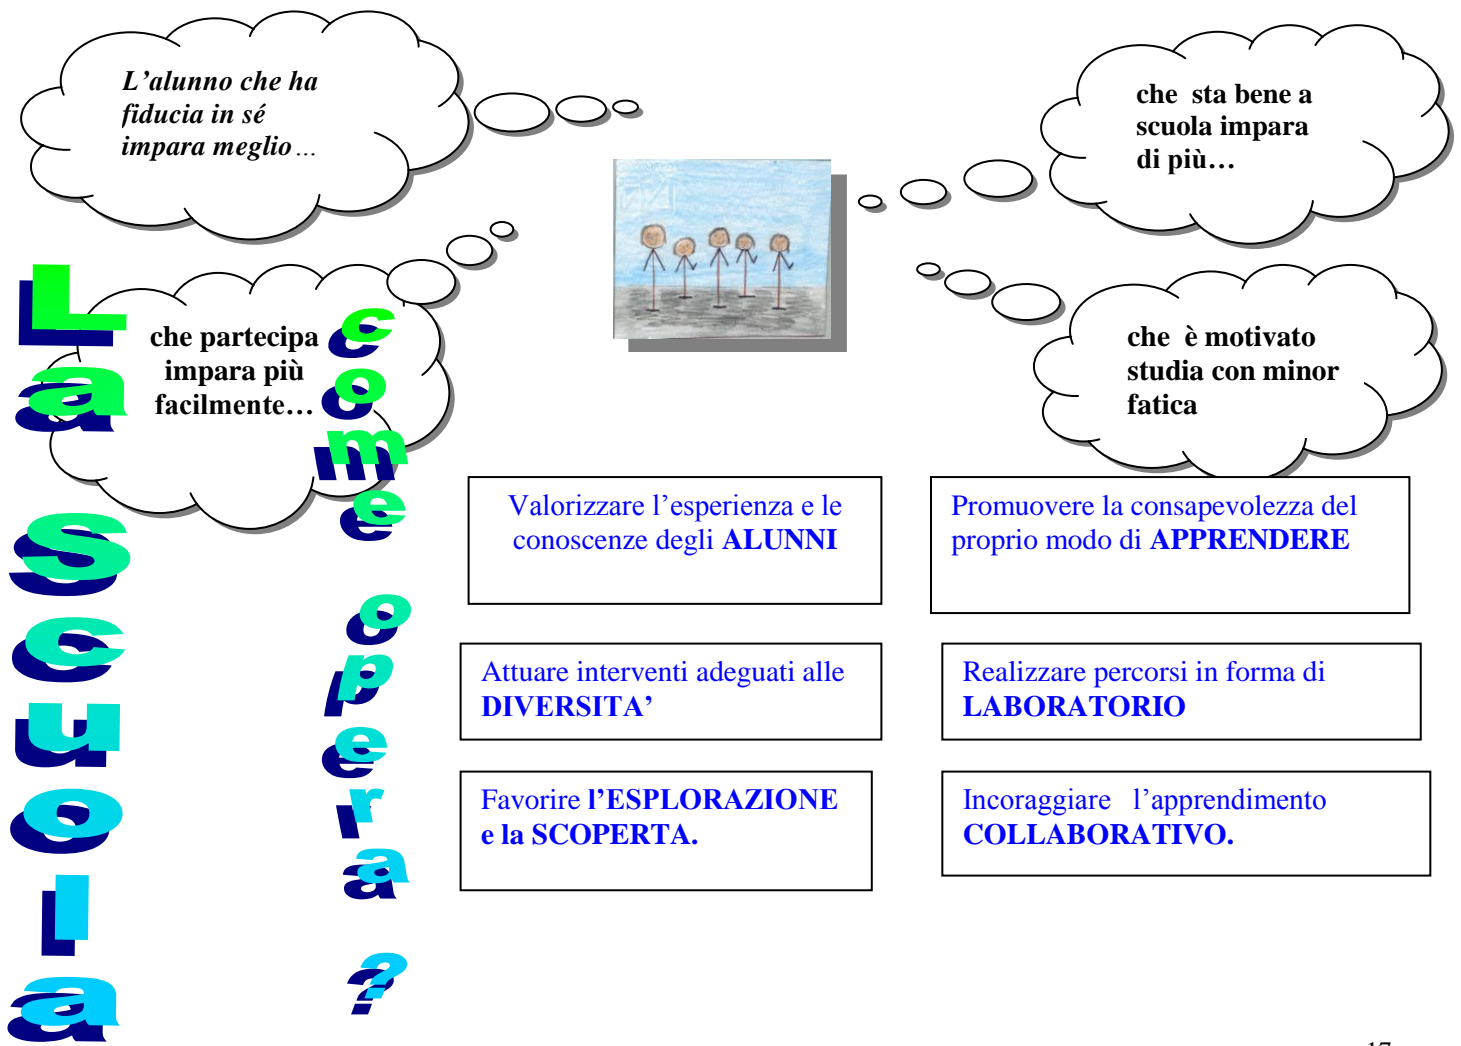 L’alunno che ha
fiducia in sé
impara meglio…
che sta bene a
scuola impara
di più…
che partecipa
impara più
facilmente…
che è motivato
studia con minor
fatica
La Scuola
come opera ?
Valorizzare l’esperienza e le
conoscenze degli ALUNNI
Promuovere la consapevolezza del
proprio modo di APPRENDERE
Attuare interventi adeguati alle
DIVERSITA’
Realizzare percorsi in forma di
LABORATORIO
Favorire l’ESPLORAZIONE
e la SCOPERTA.
Incoraggiare l’apprendimento
COLLABORATIVO.
17